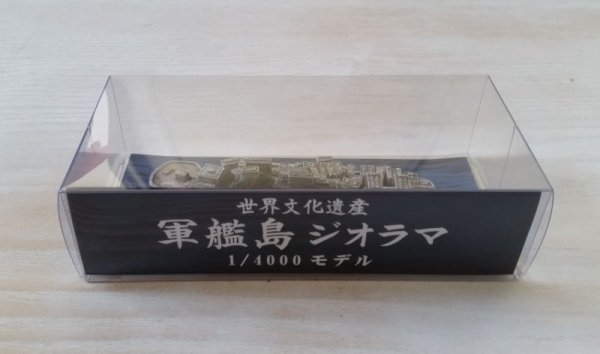 世界文化遺産
軍艦島 ジオラマ
1/4000 モデル